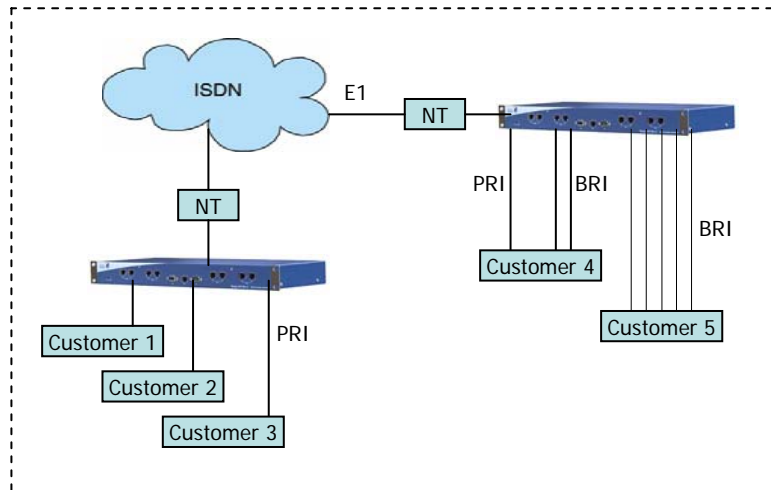 ISDN
E1
NT
PRI
BRI
NT
BRI
Customer 4
Customer 5
Customer 1
PRI
Customer 2
Customer 3